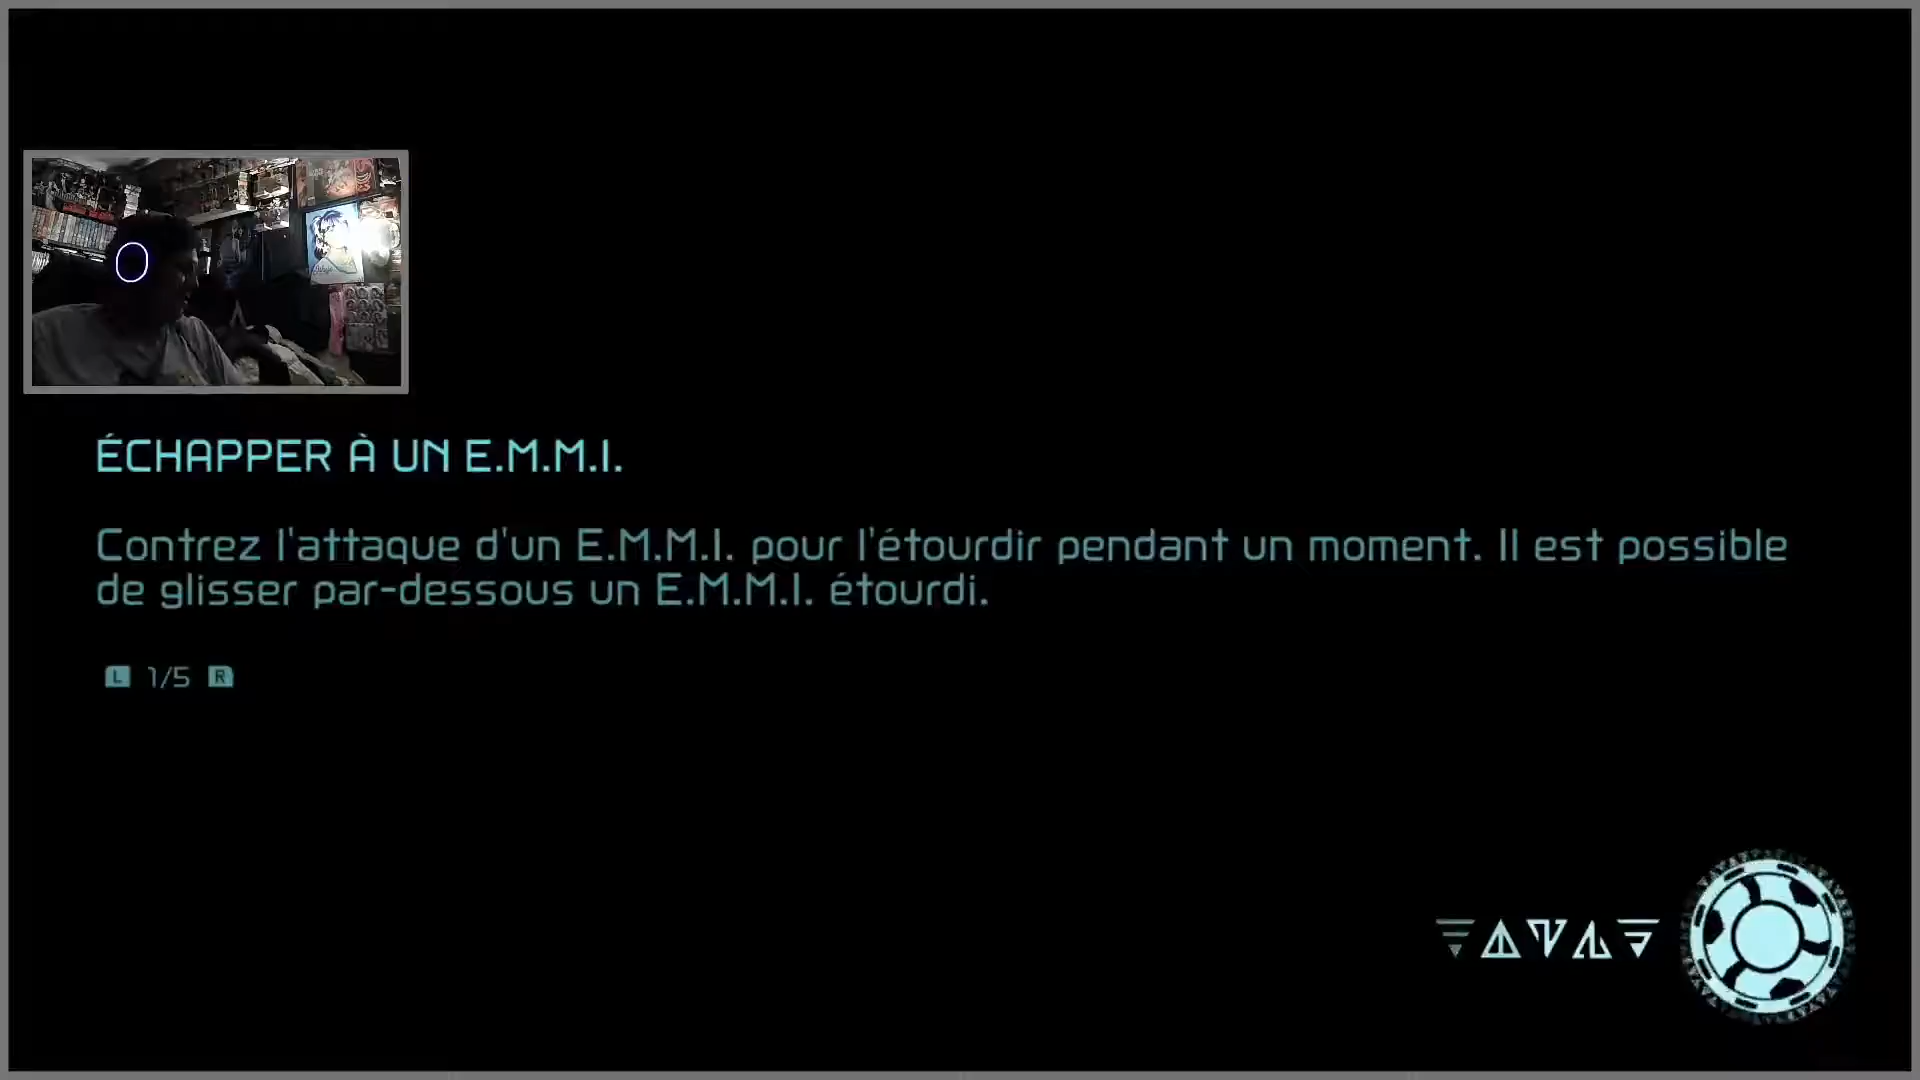 ÉCHAPPER À UN E.M.M.I.
Contrez l'attaque d'un E.M.M.I. pour l'étourdir pendant un moment. Il est possible
de glisser par-dessous un E.M.M.I. étourdi.
L 1/5 R